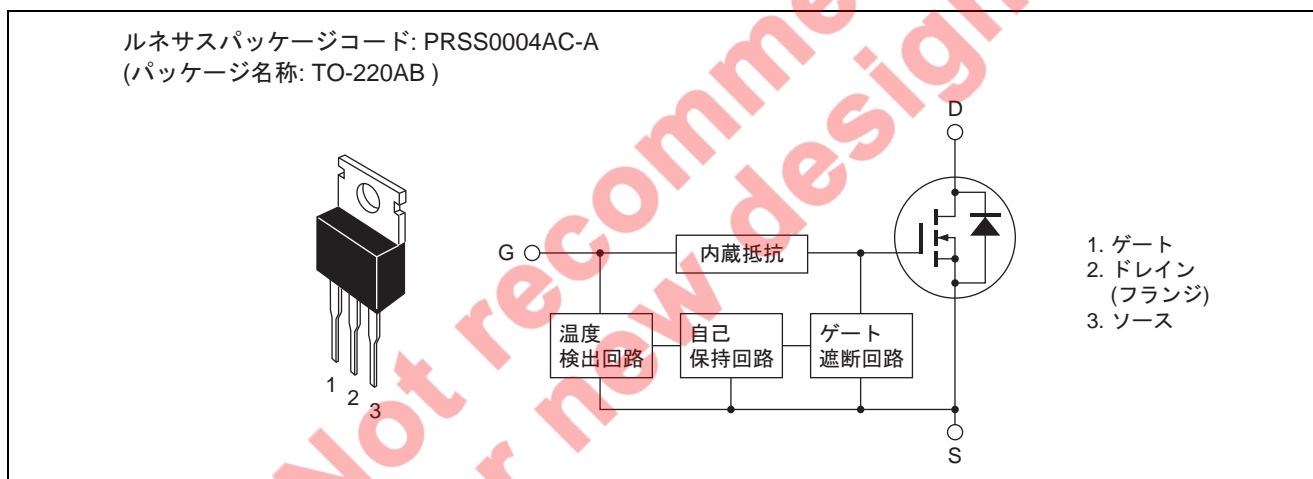 ルネサスパッケージコード: PRSS0004AC-A
(パッケージ名称: TO-220AB )
1
2
3
D
G
内蔵抵抗
温度
検出回路
自己
保持回路
ゲート
遮断回路
S
1. ゲート
2. ドレイン
(フランジ)
3. ソース
Not recomme
r new design